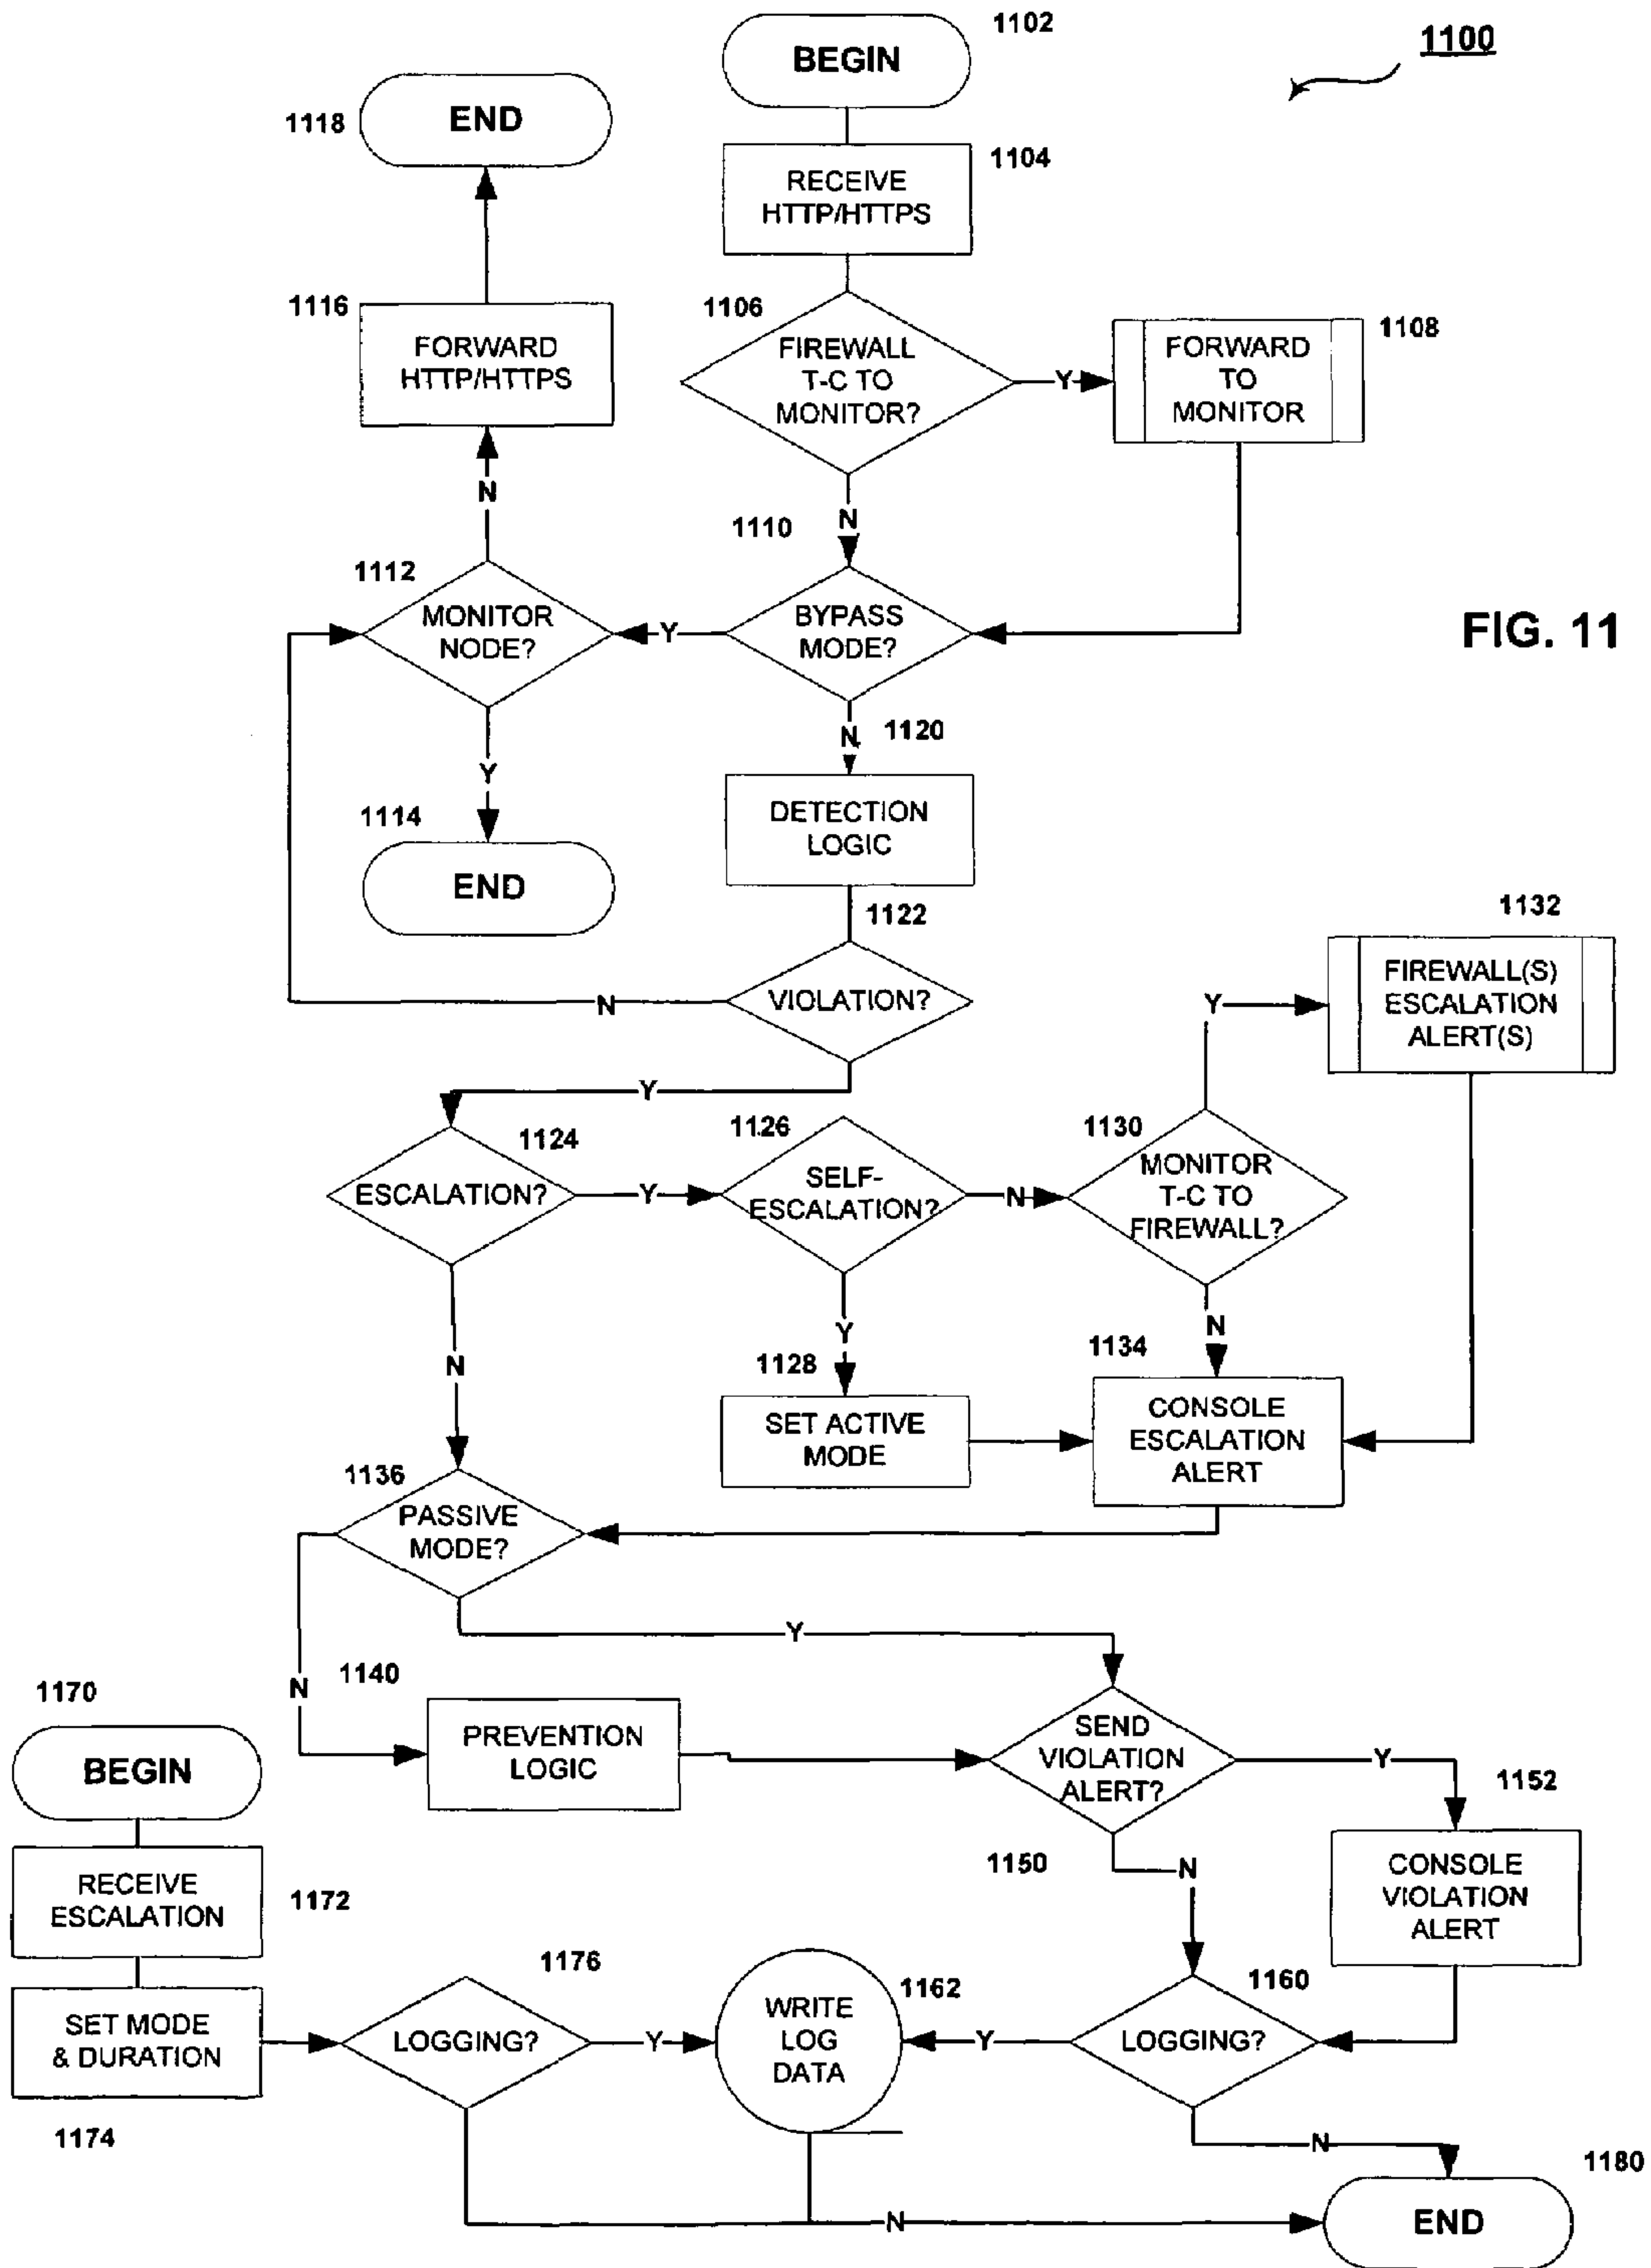 1102
BEGIN
1100
1118
END
1104
RECEIVE
HTTP/HTTPS
1116
FORWARD
HTTP/HTTPS
1106
FIREWALL
T-C TO
MONITOR?
Y
1108
FORWARD
TO
MONITOR
N
N
1110
1112
MONITOR
NODE?
Y
BYPASS
MODE?
FIG. 11
N
1120
Y
1114
END
DETECTION
LOGIC
1122
N
VIOLATION?
1132
FIREWALL(S)
ESCALATION
ALERT(S)
Y
Y
1124
ESCALATION?
Y
1126
SELF-
ESCALATION?
N
1130
MONITOR
T-C TO
FIREWALL?
N
Y
N
1128
SET ACTIVE
MODE
1134
CONSOLE
ESCALATION
ALERT
1136
PASSIVE
MODE?
Y
N
1140
PREVENTION
LOGIC
SEND
VIOLATION
ALERT?
Y
1150
N
1152
CONSOLE
VIOLATION
ALERT
1170
BEGIN
RECEIVE
ESCALATION
1172
SET MODE
& DURATION
1174
1176
LOGGING?
Y
WRITE
LOG
DATA
1162
Y
1160
LOGGING?
N
N
1180
END